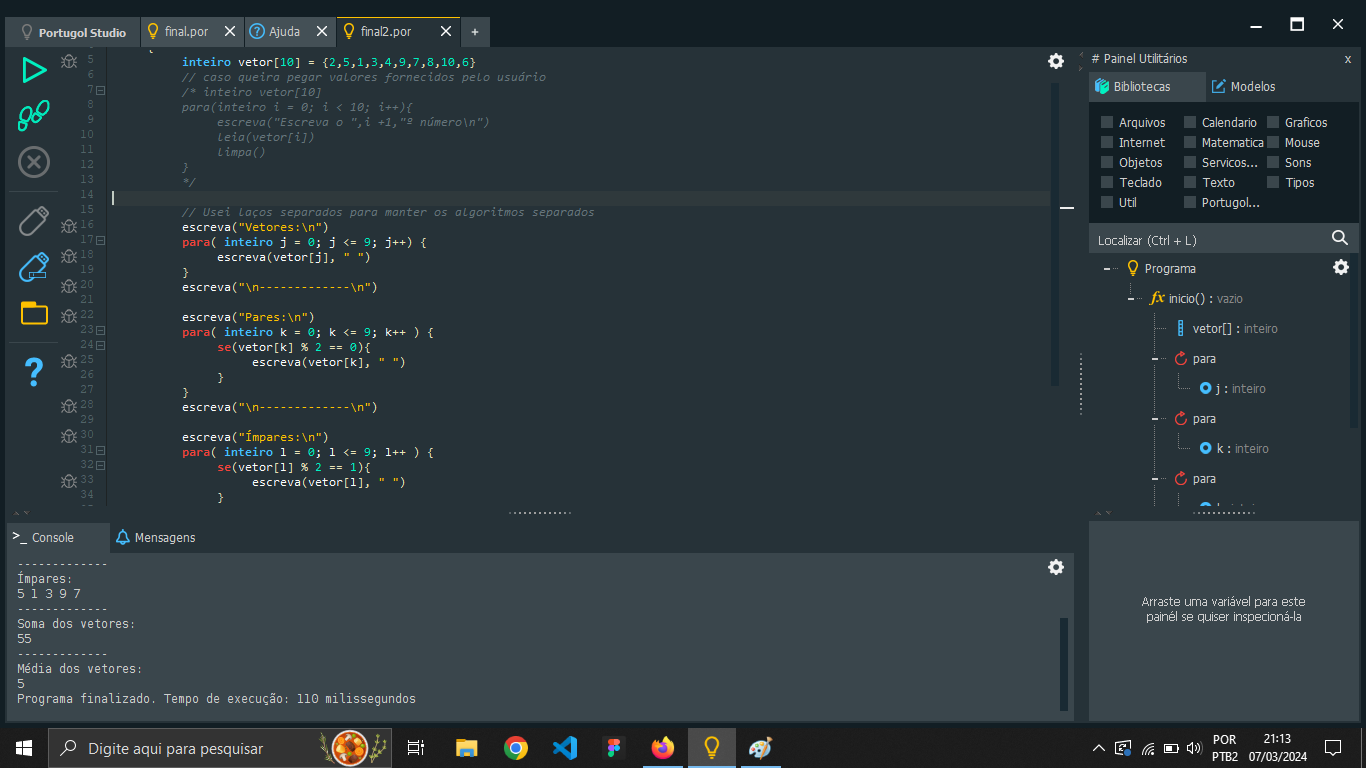 Portugol Studio
final.por
Ajuda
final2.por
+
5 inteiro vetor[10] = {2,5,1,3,4,9,7,8,10,6}
6 // caso queira pegar valores fornecidos pelo usuário
7 /* inteiro vetor[10]
8 para(inteiro i = 0; i < 10; i++){
9 escreva("Escreva o ",i +1,"º número\n")
10 leia(vetor[i])
11 limpa()
12 }
13 */
14
15 // Usei laços separados para manter os algoritmos separados
16 escreva("Vetores:\n")
17 para( inteiro j = 0; j <= 9; j++) {
18 escreva(vetor[j], " ")
19 }
20 escreva("\n-------------\n")
21
22 escreva("Pares:\n")
23 para( inteiro k = 0; k <= 9; k++ ) {
24 se(vetor[k] % 2 == 0){
25 escreva(vetor[k], " ")
26 }
27 }
28 escreva("\n-------------\n")
29
30 escreva("Ímpares:\n")
31 para( inteiro l = 0; l <= 9; l++ ) {
32 se(vetor[l] % 2 == 1){
33 escreva(vetor[l], " ")
34 }
# Painel Utilitários
x
Bibliotecas
Modelos
Arquivos Calendario Graficos
Internet Matematica Mouse
Objetos Servicos... Sons
Teclado Texto Tipos
Util Portugol...
Localizar (Ctrl + L)
Programa
fx inicio() : vazio
vetor[] : inteiro
para
j : inteiro
para
k : inteiro
para
>_ Console
Mensagens
-------------
Ímpares:
5 1 3 9 7
-------------
Soma dos vetores:
55
-------------
Média dos vetores:
5
Programa finalizado. Tempo de execução: 110 milissegundos
Arraste uma variável para este
painél se quiser inspecioná-la
Digite aqui para pesquisar
POR
PTB2
21:13
07/03/2024